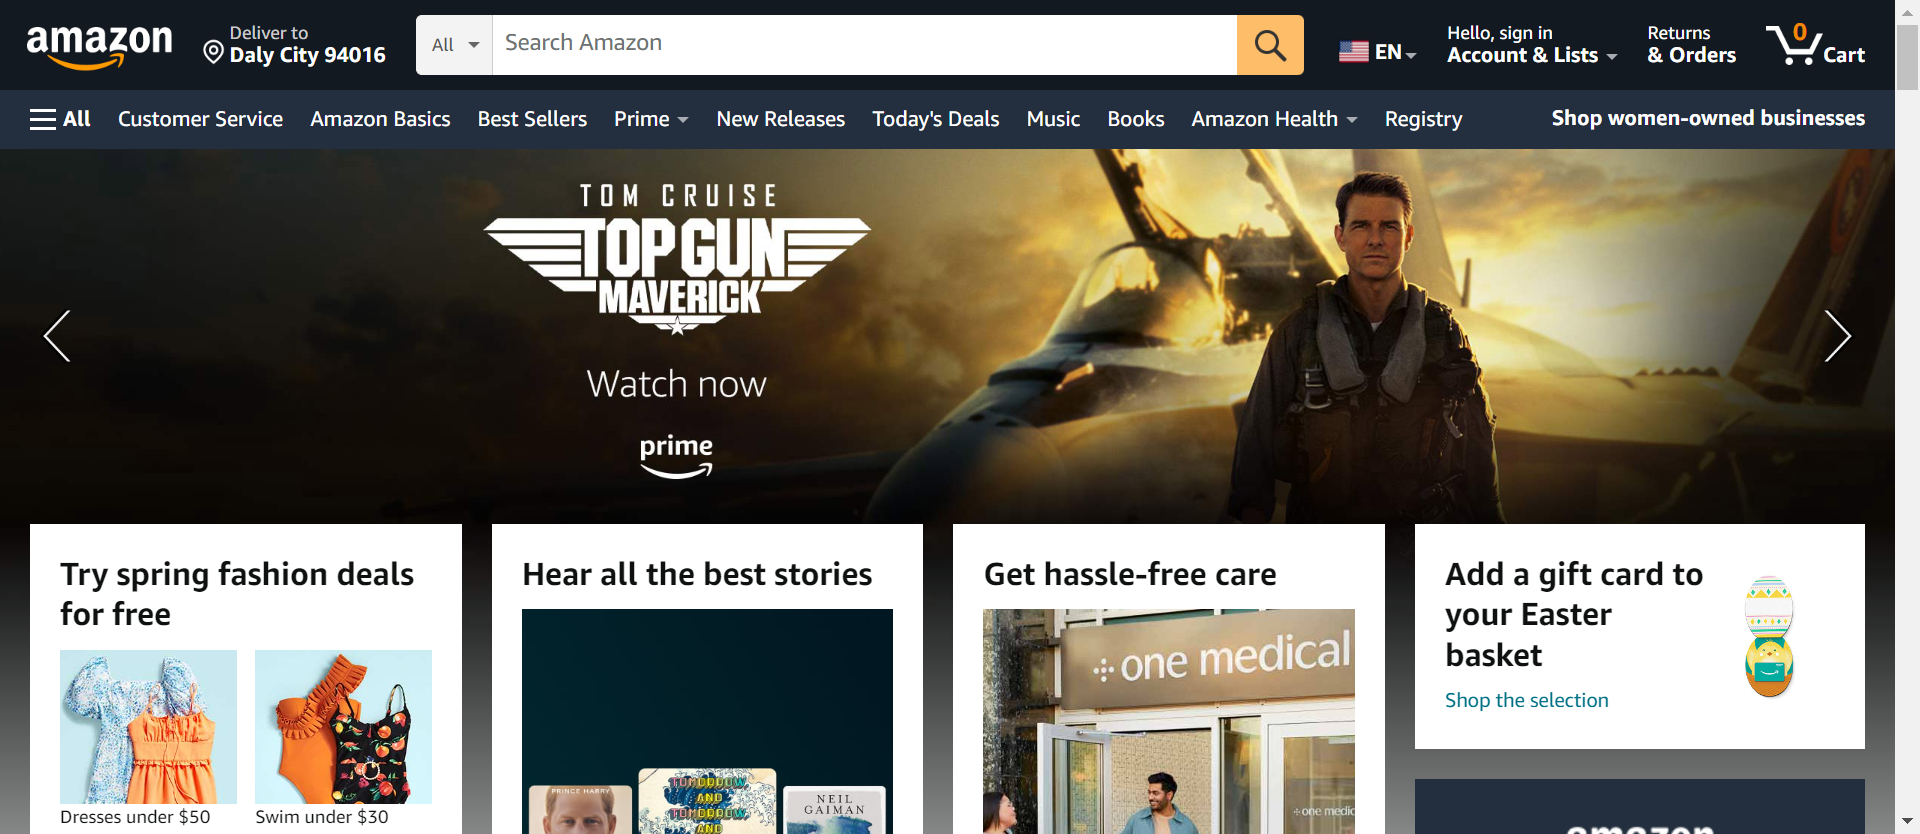 amazon
Deliver to
Daly City 94016
All
Search Amazon
EN
Hello, sign in
Account & Lists
Returns
& Orders
0
Cart
All
Customer Service
Amazon Basics
Best Sellers
Prime
New Releases
Today's Deals
Music
Books
Amazon Health
Registry
Shop women-owned businesses
TOM CRUISE
TOP GUN
MAVERICK
Watch now
prime
Try spring fashion deals
for free
Dresses under $50
Swim under $30
Hear all the best stories
PRINCE HARRY
TOMORROW,
AND
TOMORROW,
AND
NEIL
GAIMAN
Get hassle-free care
one medical
one medic
Add a gift card to
your Easter
basket
Shop the selection
amazon